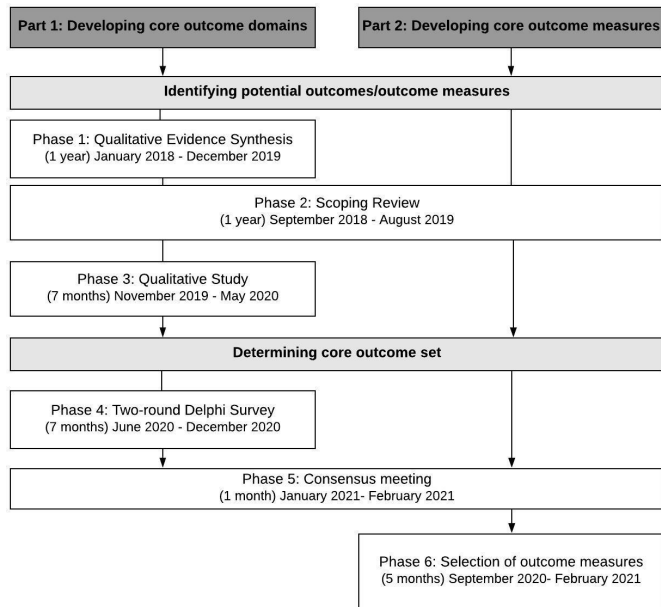 Part 1: Developing core outcome domains
Part 2: Developing core outcome measures
Identifying potential outcomes/outcome measures
Phase 1: Qualitative Evidence Synthesis
(1 year) January 2018 - December 2019
Phase 2: Scoping Review
(1 year) September 2018 - August 2019
Phase 3: Qualitative Study
(7 months) November 2019 - May 2020
Determining core outcome set
Phase 4: Two-round Delphi Survey
(7 months) June 2020 - December 2020
Phase 5: Consensus meeting
(1 month) January 2021- February 2021
Phase 6: Selection of outcome measures
(5 months) September 2020- February 2021